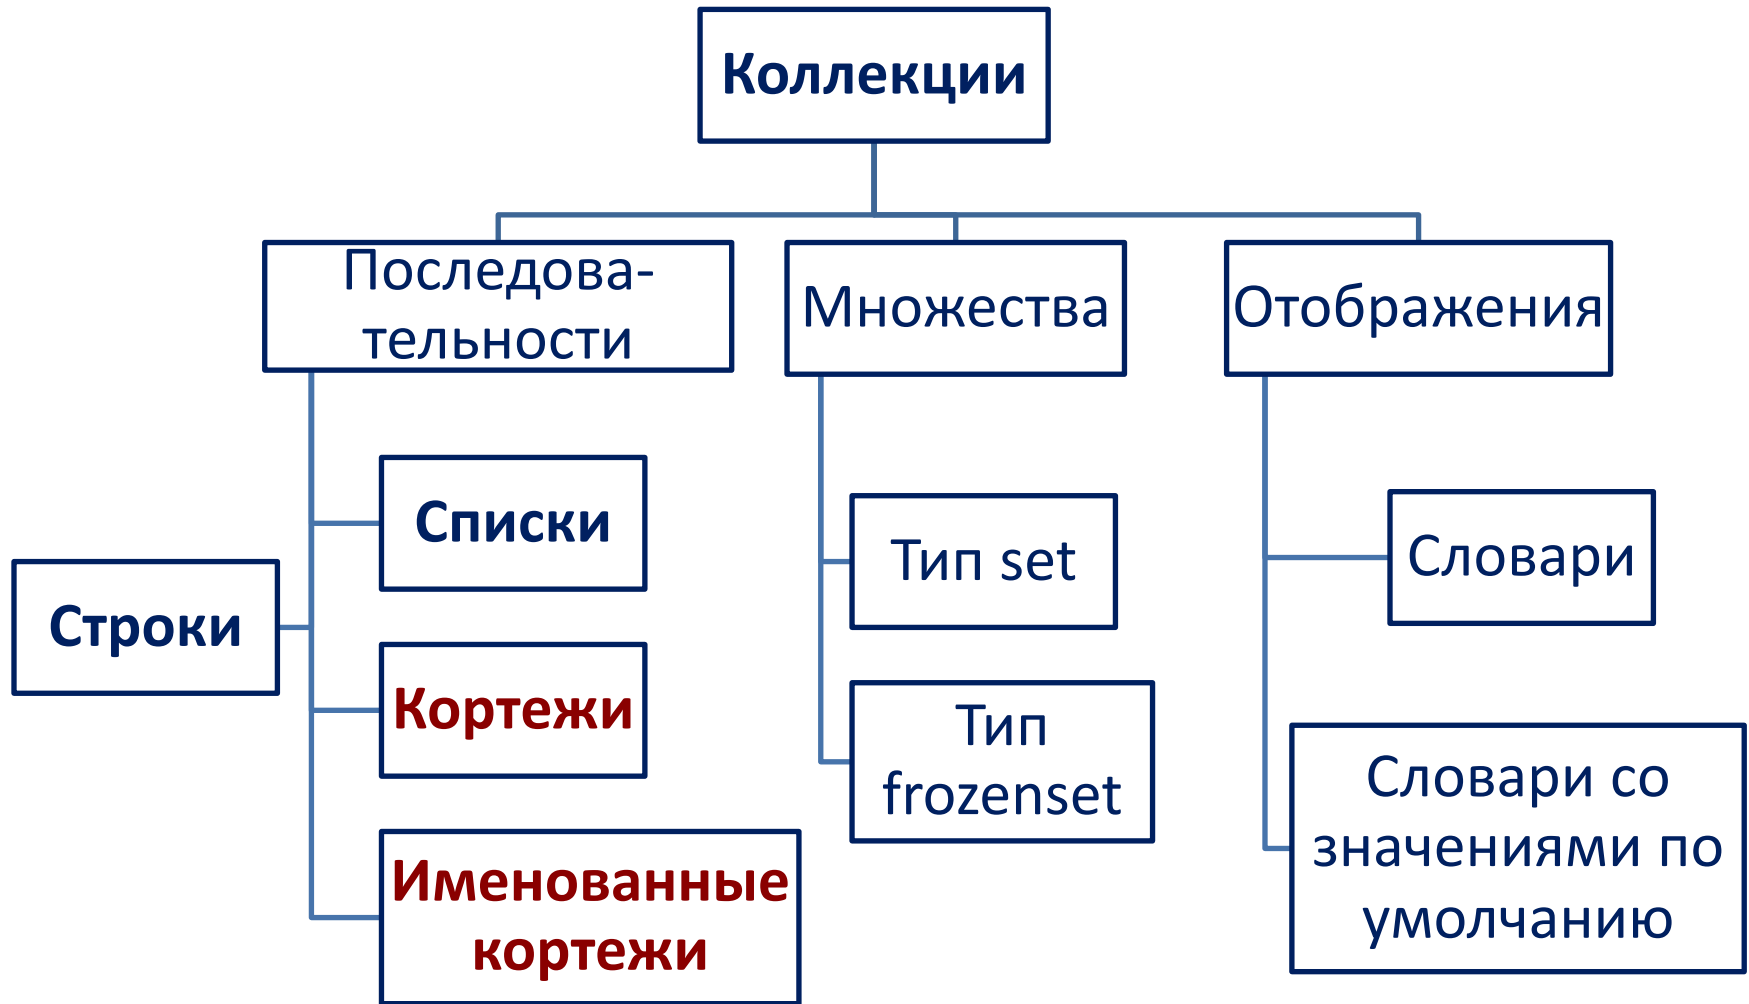 Коллекции
Последова-
тельности
Множества
Отображения
Списки
Строки
Кортежи
Именованные
кортежи
Тип set
Тип
frozenset
Словари
Словари со
значениями по
умолчанию